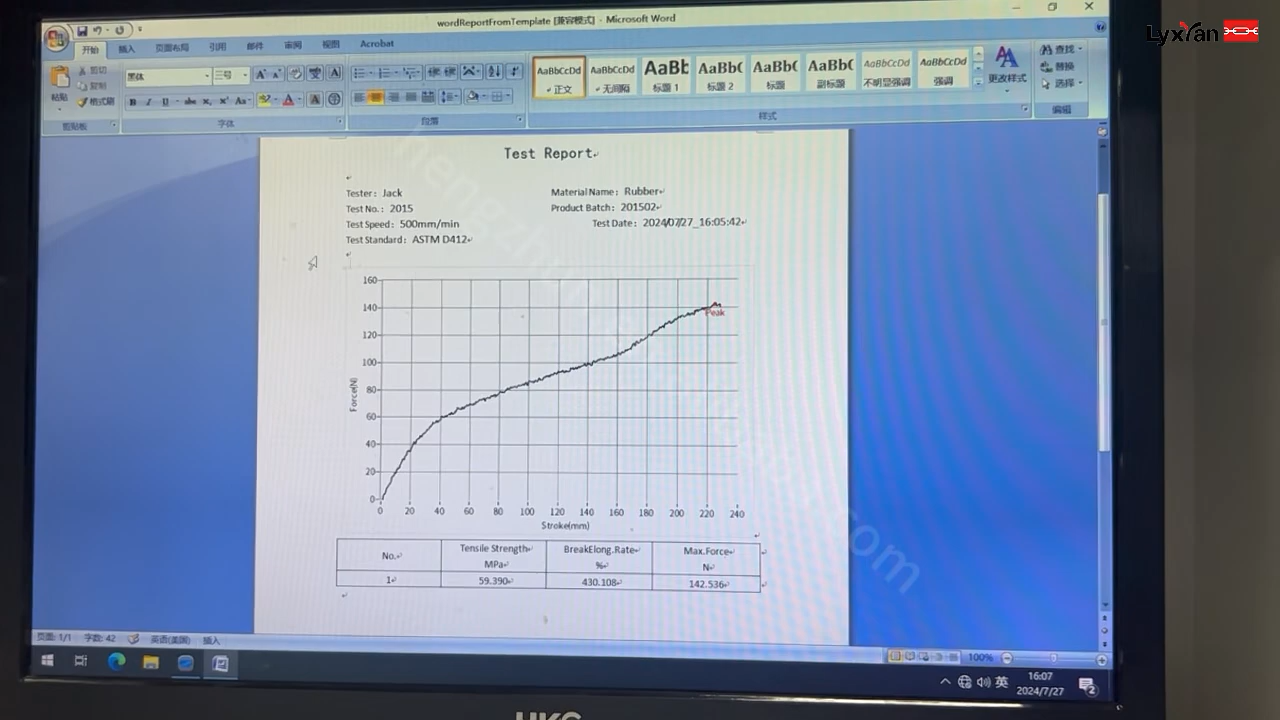 LyxYan
wordReportFromTemplate [兼容模式] - Microsoft Word
开始 插入 页面布局 引用 邮件 审阅 视图 Acrobat
粘贴 剪切 复制 格式刷 剪贴板
黑体 三号 字体
段落
AaBbCcDd AaBbCcDd AaBb AaBb( AaBb( AaBb( AaBbCcDd AaBbCcDd
正文 无间隔 标题 1 标题 2 标题 副标题 不明显强调 强调
样式
更改样式
查找
替换
选择
编辑
Test Report
Tester: Jack
Material Name: Rubber
Test No.: 2015
Product Batch: 201502
Test Speed: 500mm/min
Test Date: 2024/07/27_16:05:42
Test Standard: ASTM D412
160
140
120
100
80
60
40
20
0
Force(N)
Peak
0 20 40 60 80 100 120 140 160 180 200 220 240
Stroke(mm)
No. Tensile Strength MPa BreakElong.Rate % Max.Force N
1 59.390 430.108 142.536
页面: 1/1 字数: 42 英语(美国) 插入
100%
英
16:07
2024/7/27
2